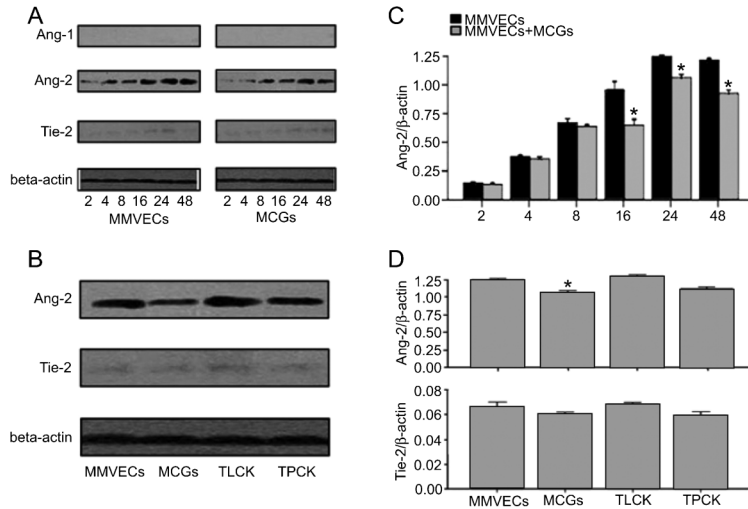 A
Ang-1
Ang-2
Tie-2
beta-actin
2 4 8 16 24 48
2 4 8 16 24 48
MMVECs
MCGs
C
MMVECs
MMVECs+MCGs
Ang-2/β-actin
1.25
1.00
0.75
0.50
0.25
0.00
*
*
*
2 4 8 16 24 48
B
Ang-2
Tie-2
beta-actin
MMVECs MCGs TLCK TPCK
D
Ang-2/β-actin
1.25
1.00
1.25
0.75
0.50
0.25
0.00
*
Tie-2/β-actin
0.08
0.06
0.04
0.02
0.00
MMVECs MCGs TLCK TPCK